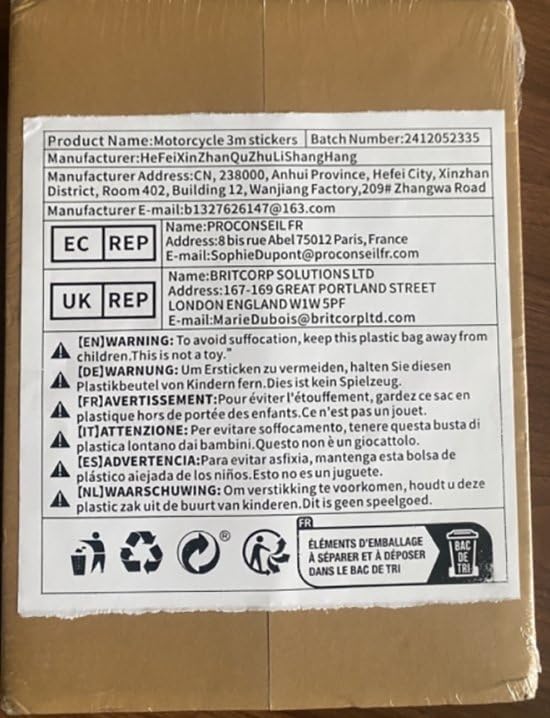 Product Name:Motorcycle 3m stickers Batch Number:2412052335
Manufacturer:HeFeiXinZhanQuZhuLiShangHang
Manufacturer Address:CN, 238000, Anhui Province, Hefei City, Xinzhan
District, Room 402, Building 12, Wanjiang Factory,209# Zhangwa Road
Manufacturer E-mail:b1327626147@163.com
EC REP
Name:PROCONSEIL FR
Address:8 bis rue Abel 75012 Paris, France
E-mail:SophieDupont@proconseilfr.com
UK REP
Name:BRITCORP SOLUTIONS LTD
Address:167-169 GREAT PORTLAND STREET
LONDON ENGLAND W1W 5PF
E-mail:MarieDubois@britcorpltd.com
[EN]WARNING: To avoid suffocation, keep this plastic bag away from
children.This is not a toy."
[DE]WARNUNG: Um Ersticken zu vermeiden, halten Sie diesen
Plastikbeutel von Kindern fern.Dies ist kein Spielzeug.
[FR]AVERTISSEMENT:Pour éviter l'étouffement, gardez ce sac en
plastique hors de portée des enfants.Ce n'est pas un jouet.
[IT]ATTENZIONE: Per evitare soffocamento, tenere questa busta di
plastica lontano dai bambini.Questo non è un giocattolo.
[ES]ADVERTENCIA:Para evitar asfixia, mantenga esta bolsa de
plástico aiejada de los niños.Esto no es un juguete.
[NL]WAARSCHUWING: Om verstikking te voorkomen, houdt u deze
plastic zak uit de buurt van kinderen.Dit is geen speelgoed.
®
FR
ÉLÉMENTS D'EMBALLAGE
À SÉPARER ET À DÉPOSER
DANS LE BAC DE TRI
BAC
DE
TRI